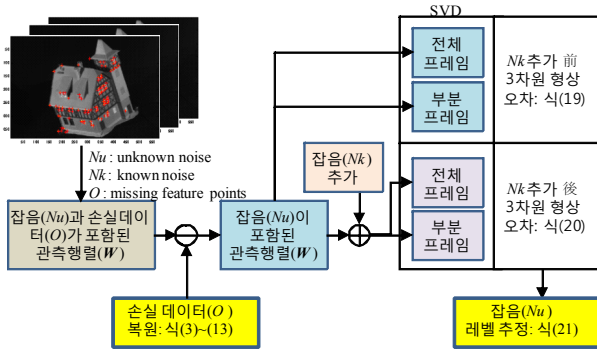 SVD
전체
프레임
부분
프레임
Nk추가 前
3차원 형상
오차: 식(19)
Nu : unknown noise
Nk : known noise
O : missing feature points
잡음(Nk)
추가
전체
프레임
부분
프레임
Nk추가 後
3차원 형상
오차: 식(20)
잡음(Nu)과 손실데이
터(O)가 포함된
관측행렬(W)
잡음(Nu)이
포함된
관측행렬(W)
손실 데이터(O )
복원: 식(3)~(13)
잡음(Nu)
레벨 추정: 식(21)